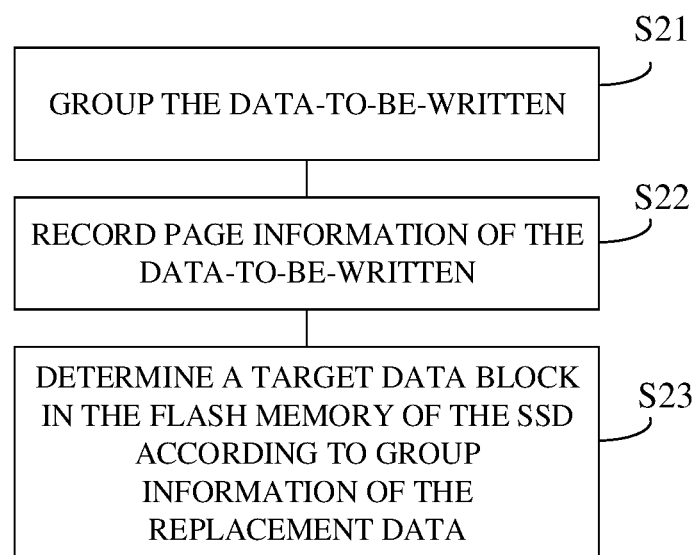 S21
GROUP THE DATA-TO-BE-WRITTEN
S22
RECORD PAGE INFORMATION OF THE
DATA-TO-BE-WRITTEN
S23
DETERMINE A TARGET DATA BLOCK
IN THE FLASH MEMORY OF THE SSD
ACCORDING TO GROUP
INFORMATION OF THE
REPLACEMENT DATA